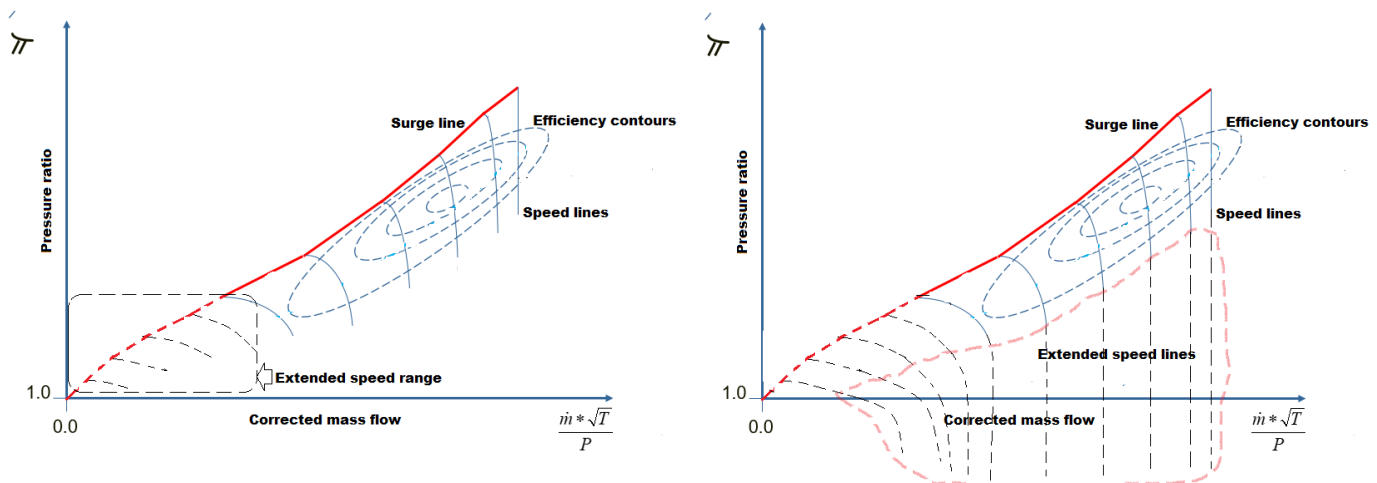 π
Pressure ratio
Surge line
Efficiency contours
Speed lines
Extended speed range
1.0
0.0
Corrected mass flow
ṁ * √T
P
π
Pressure ratio
Surge line
Efficiency contours
Speed lines
Extended speed lines
1.0
0.0
Corrected mass flow
ṁ * √T
P